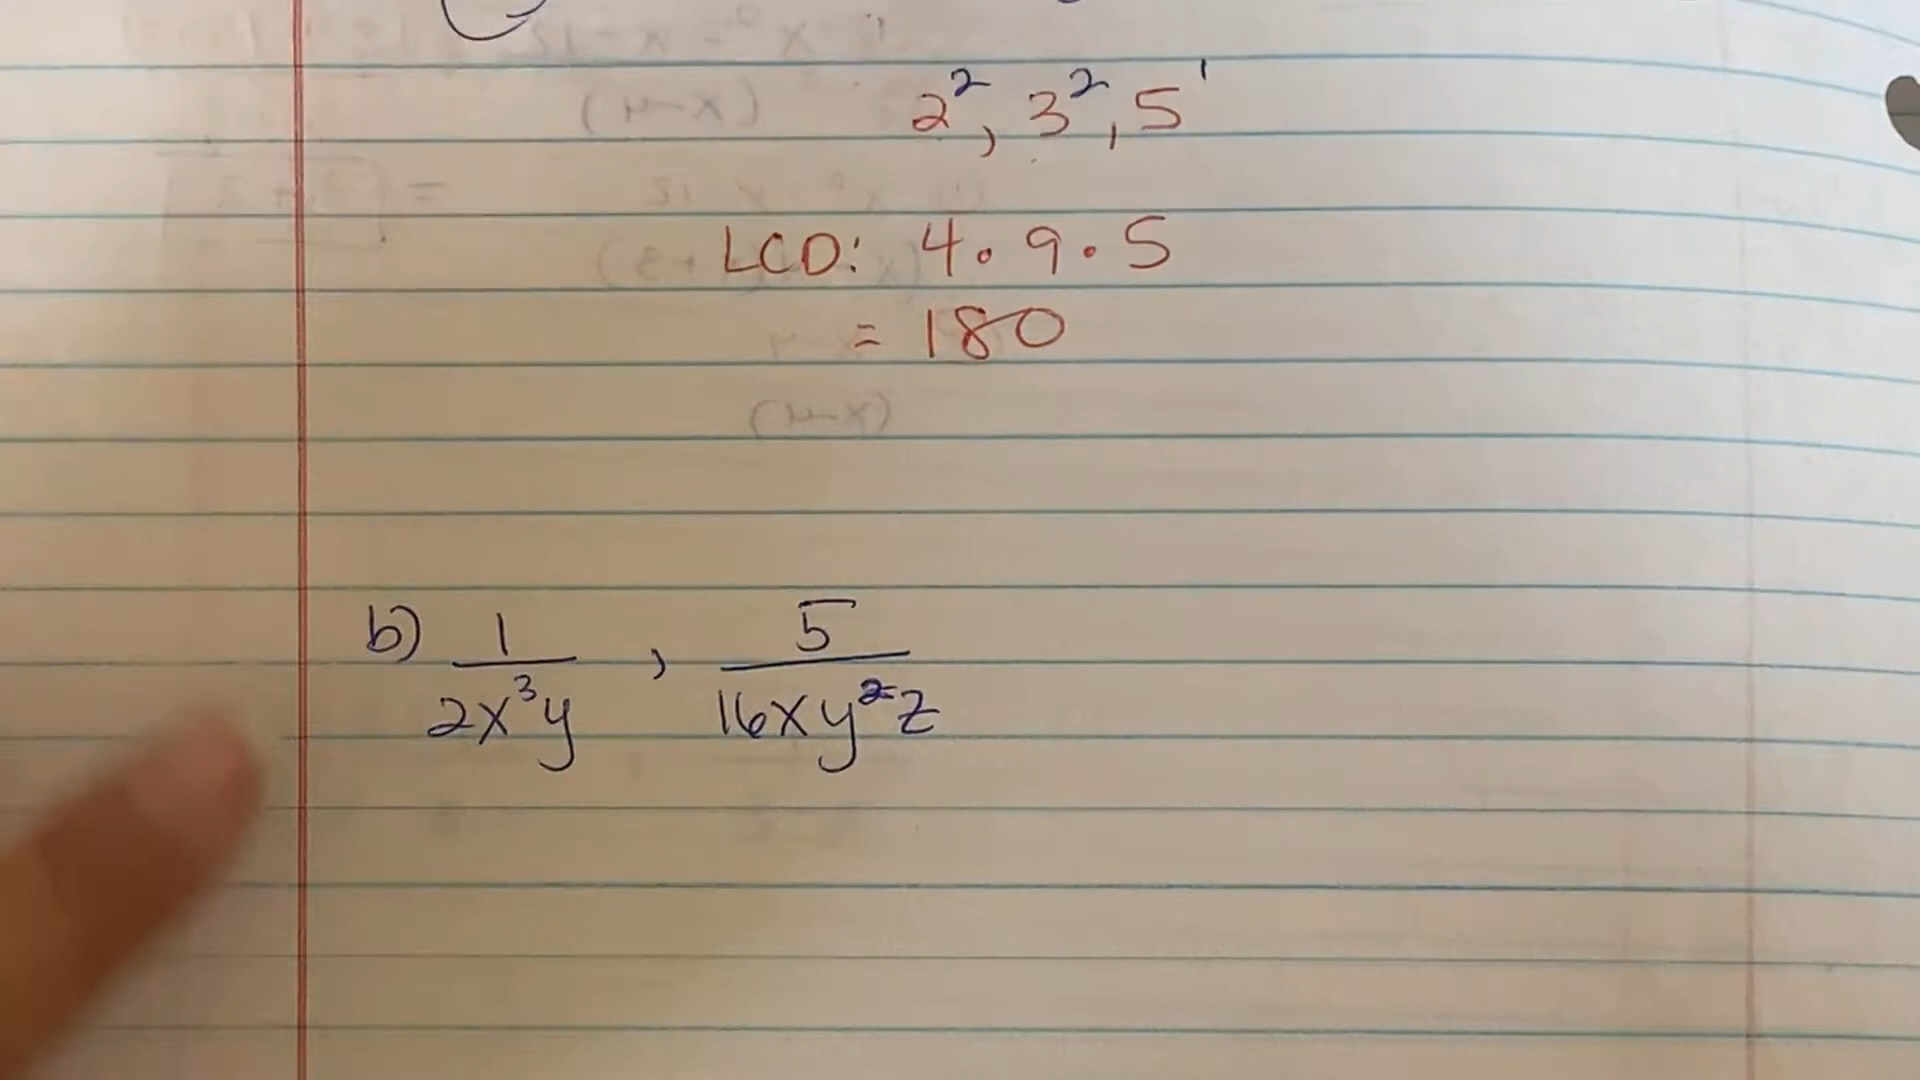 2², 3², 5¹
LCD: 4 · 9 · 5
= 180
b) 1/2x³y , 5/16xy²z